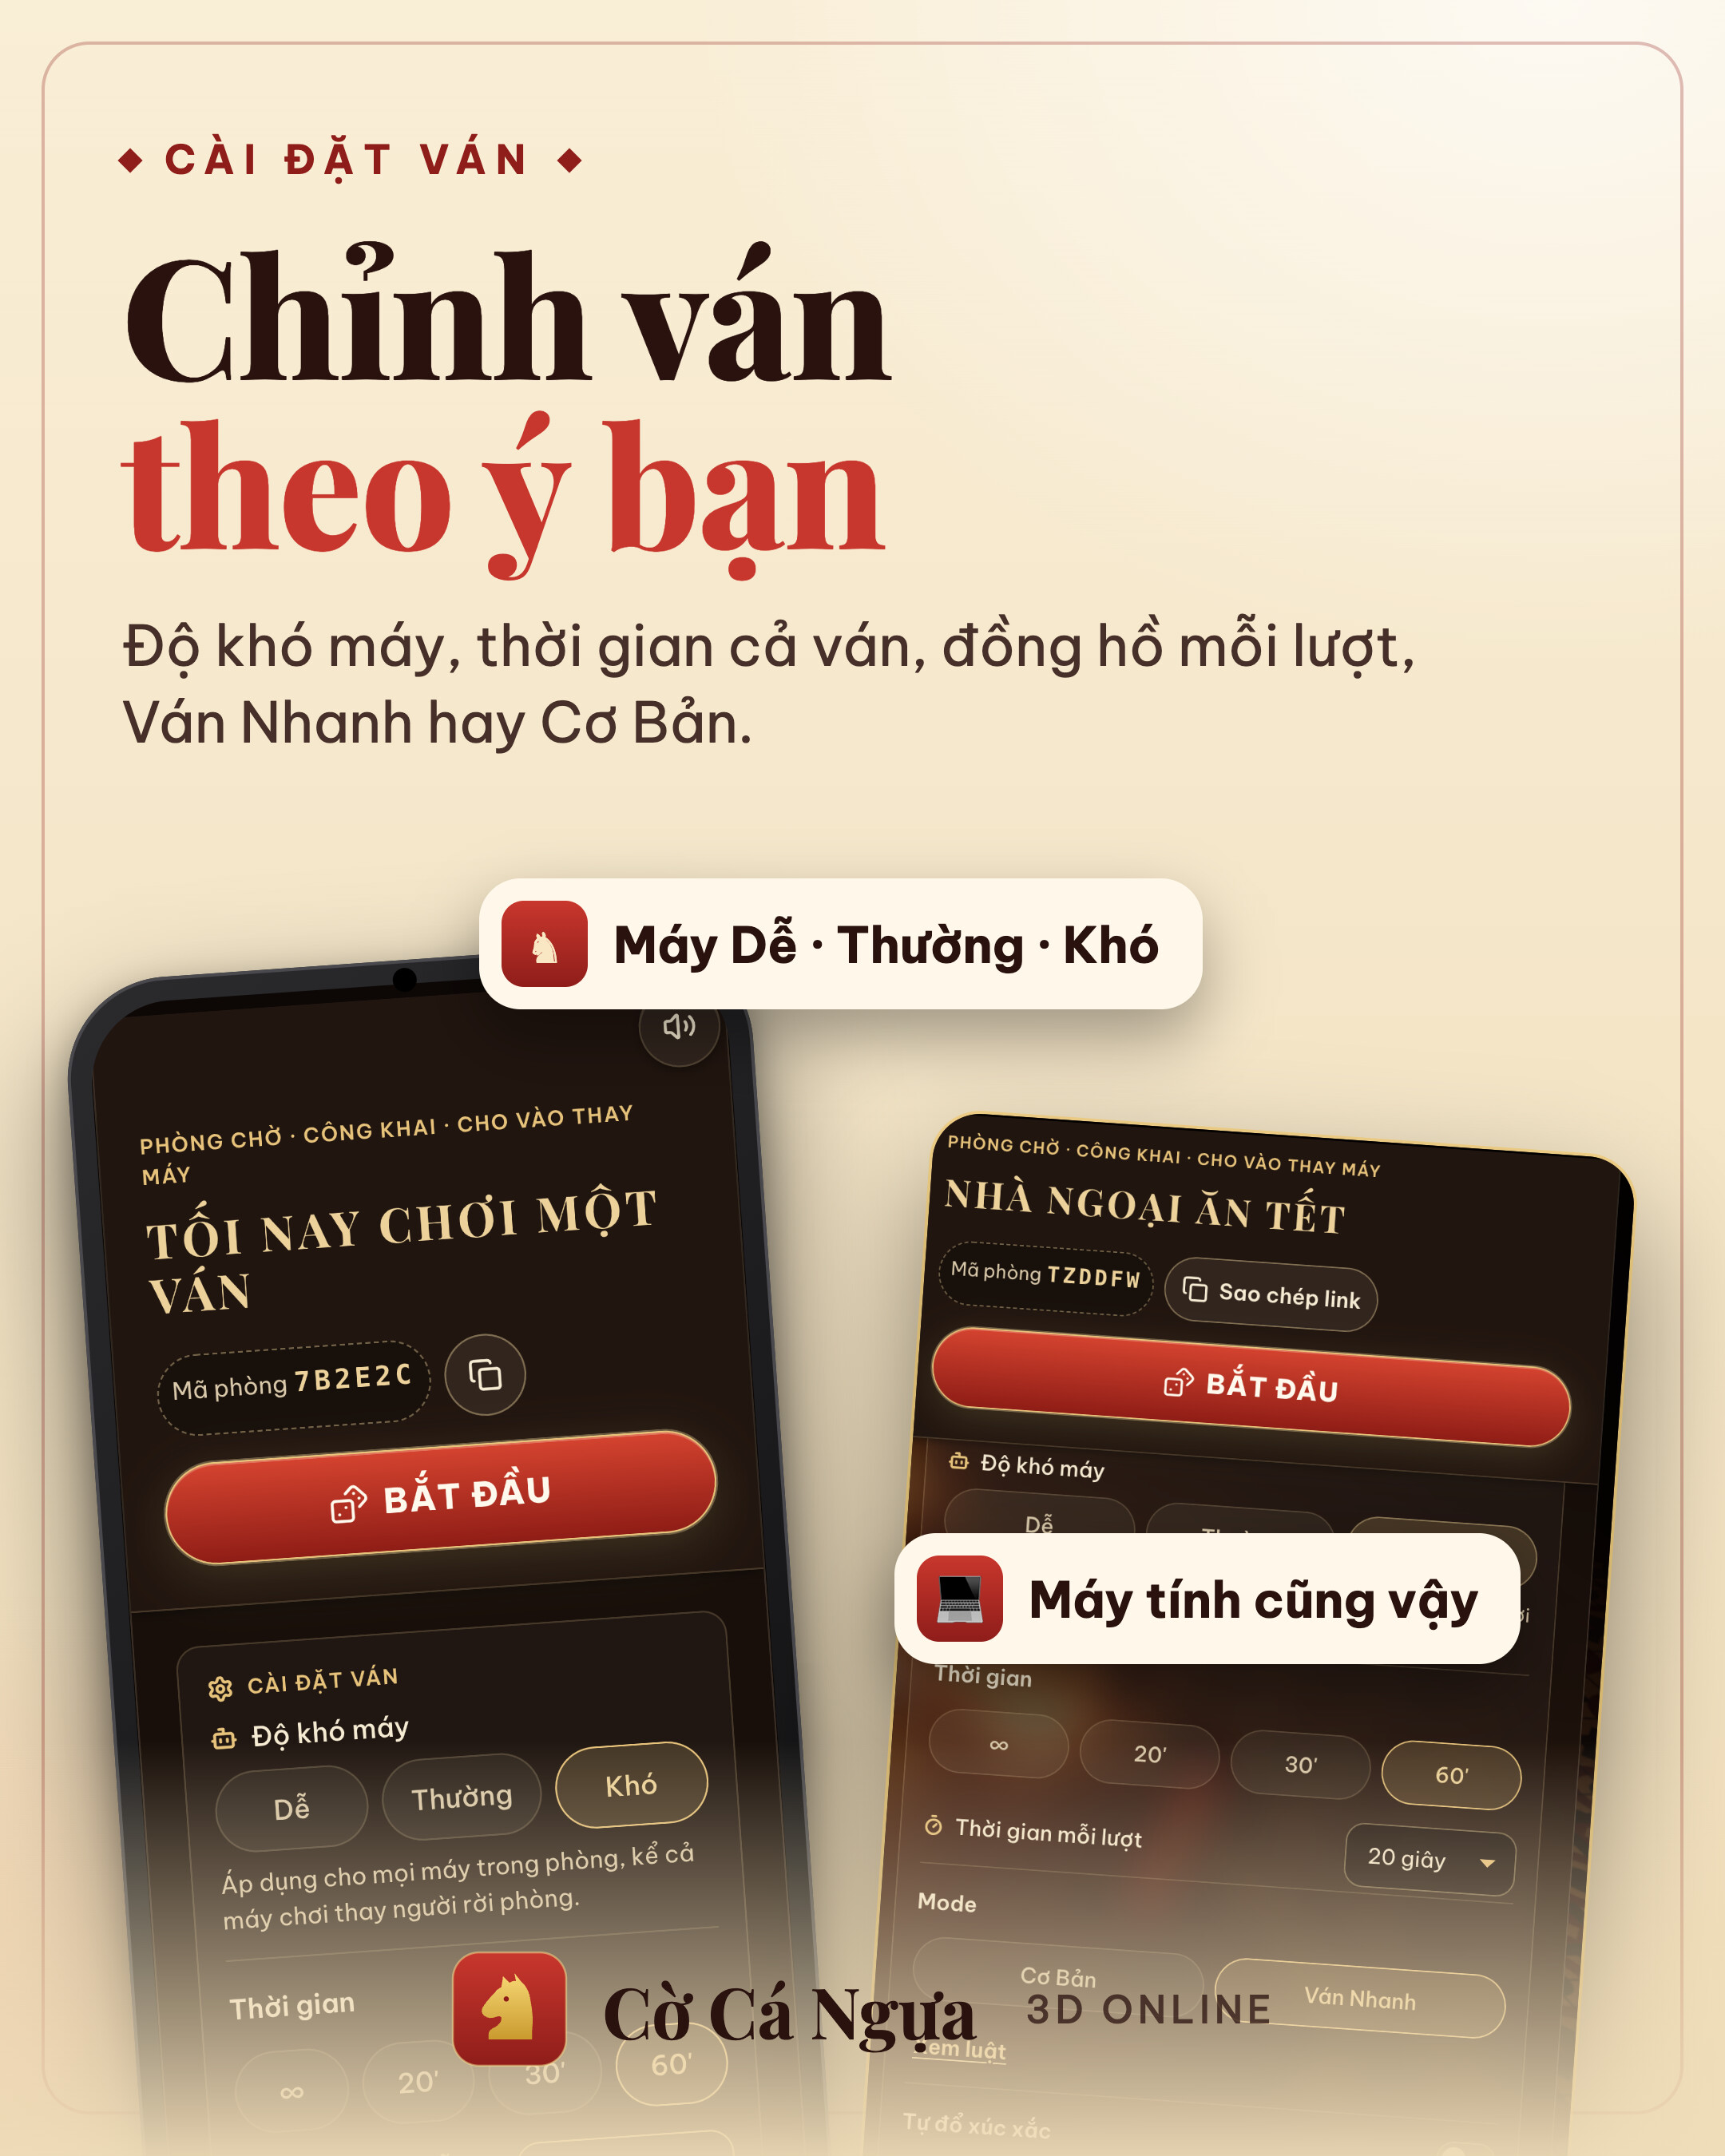 CÀI ĐẶT VÁN
Chỉnh ván
theo ý bạn
Độ khó máy, thời gian cả ván, đồng hồ mỗi lượt,
Ván Nhanh hay Cơ Bản.
Máy Dễ · Thường · Khó
PHÒNG CHỜ · CÔNG KHAI · CHO VÀO THAY
MÁY
TỐI NAY CHƠI MỘT
VÁN
Mã phòng 7B2E2C
BẮT ĐẦU
CÀI ĐẶT VÁN
Độ khó máy
Dễ Thường Khó
Áp dụng cho mọi máy trong phòng, kể cả
máy chơi thay người rời phòng.
Thời gian
∞ 20' 30' 60'
PHÒNG CHỜ · CÔNG KHAI · CHO VÀO THAY MÁY
NHÀ NGOẠI ĂN TẾT
Mã phòng TZDDFW Sao chép link
BẮT ĐẦU
Độ khó máy
Dễ
Máy tính cũng vậy
Thời gian
∞ 20' 30' 60'
Thời gian mỗi lượt 20 giây
Mode
Cơ Bản Ván Nhanh
Xem luật
Tự đổ xúc xắc
Cờ Cá Ngựa 3D ONLINE